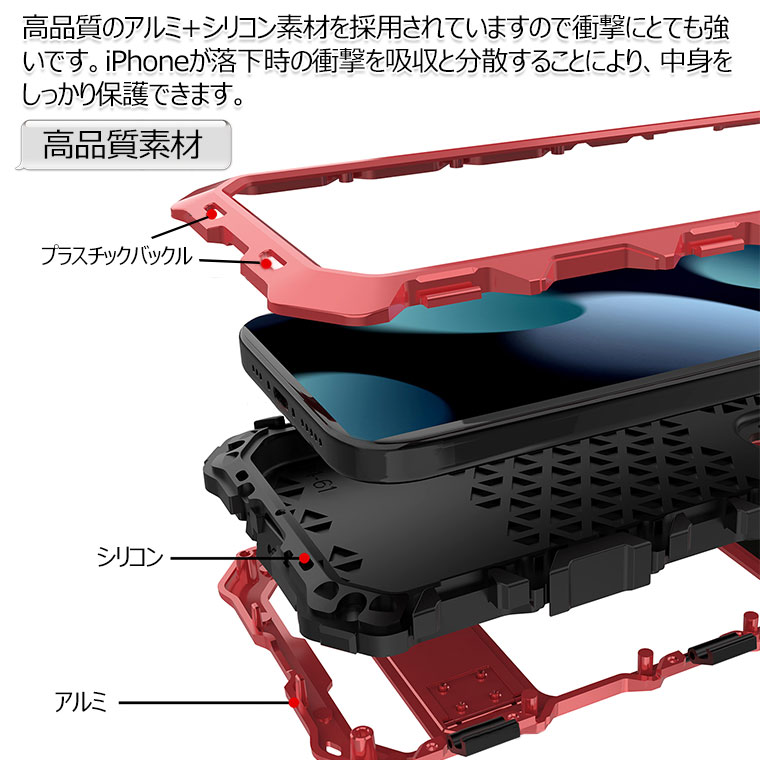 高品質のアルミ+シリコン素材を採用されていますので衝撃にとても強
いです。iPhoneが落下時の衝撃を吸収と分散することにより、中身を
しっかり保護できます。
高品質素材
プラスチックバックル
シリコン
アルミ